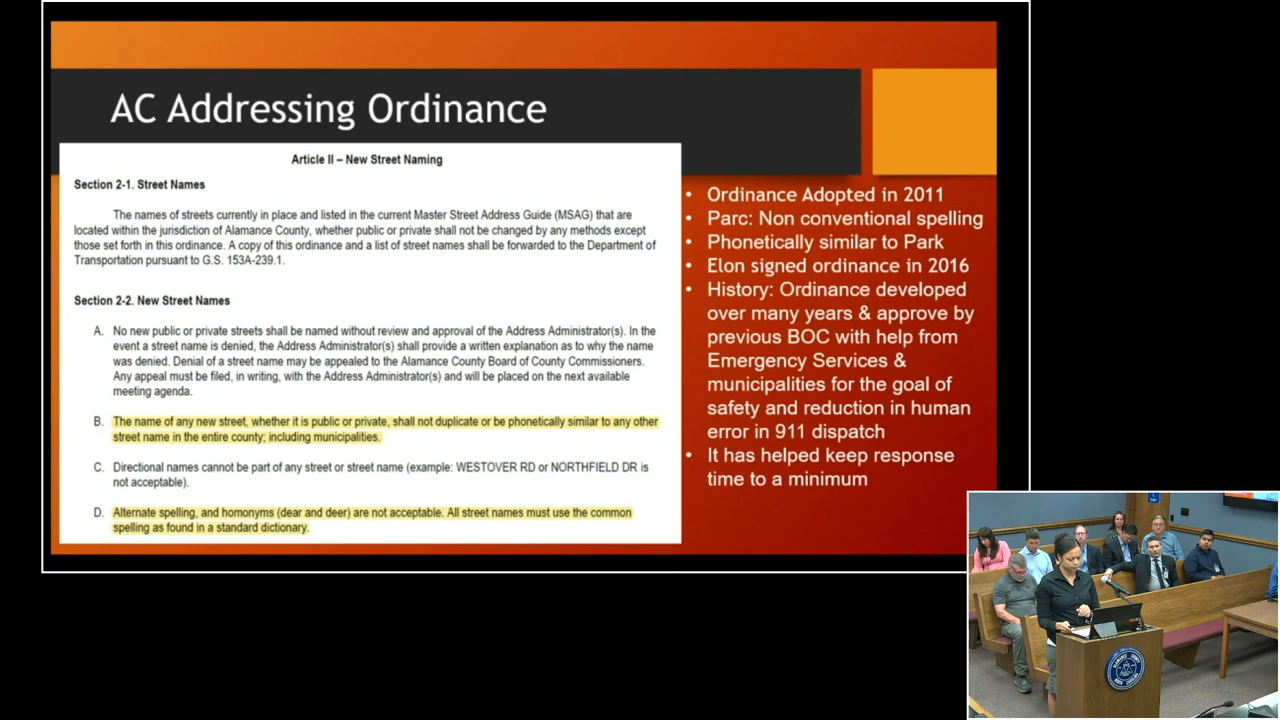 AC Addressing Ordinance
Article II – New Street Naming
Section 2-1. Street Names
The names of streets currently in place and listed in the current Master Street Address Guide (MSAG) that are
located within the jurisdiction of Alamance County, whether public or private shall not be changed by any methods except
those set forth in this ordinance. A copy of this ordinance and a list of street names shall be forwarded to the Department of
Transportation pursuant to G.S. 153A-239.1.
Section 2-2. New Street Names
A. No new public or private streets shall be named without review and approval of the Address Administrator(s). In the
event a street name is denied, the Address Administrator(s) shall provide a written explanation as to why the name
was denied. Denial of a street name may be appealed to the Alamance County Board of County Commissioners.
Any appeal must be filed, in writing, with the Address Administrator(s) and will be placed on the next available
meeting agenda.
B. The name of any new street, whether it is public or private, shall not duplicate or be phonetically similar to any other
street name in the entire county; including municipalities.
C. Directional names cannot be part of any street or street name (example: WESTOVER RD or NORTHFIELD DR is
not acceptable).
D. Alternate spelling, and homonyms (dear and deer) are not acceptable. All street names must use the common
spelling as found in a standard dictionary.
• Ordinance Adopted in 2011
• Parc: Non conventional spelling
• Phonetically similar to Park
• Elon signed ordinance in 2016
• History: Ordinance developed
over many years & approve by
previous BOC with help from
Emergency Services &
municipalities for the goal of
safety and reduction in human
error in 911 dispatch
• It has helped keep response
time to a minimum